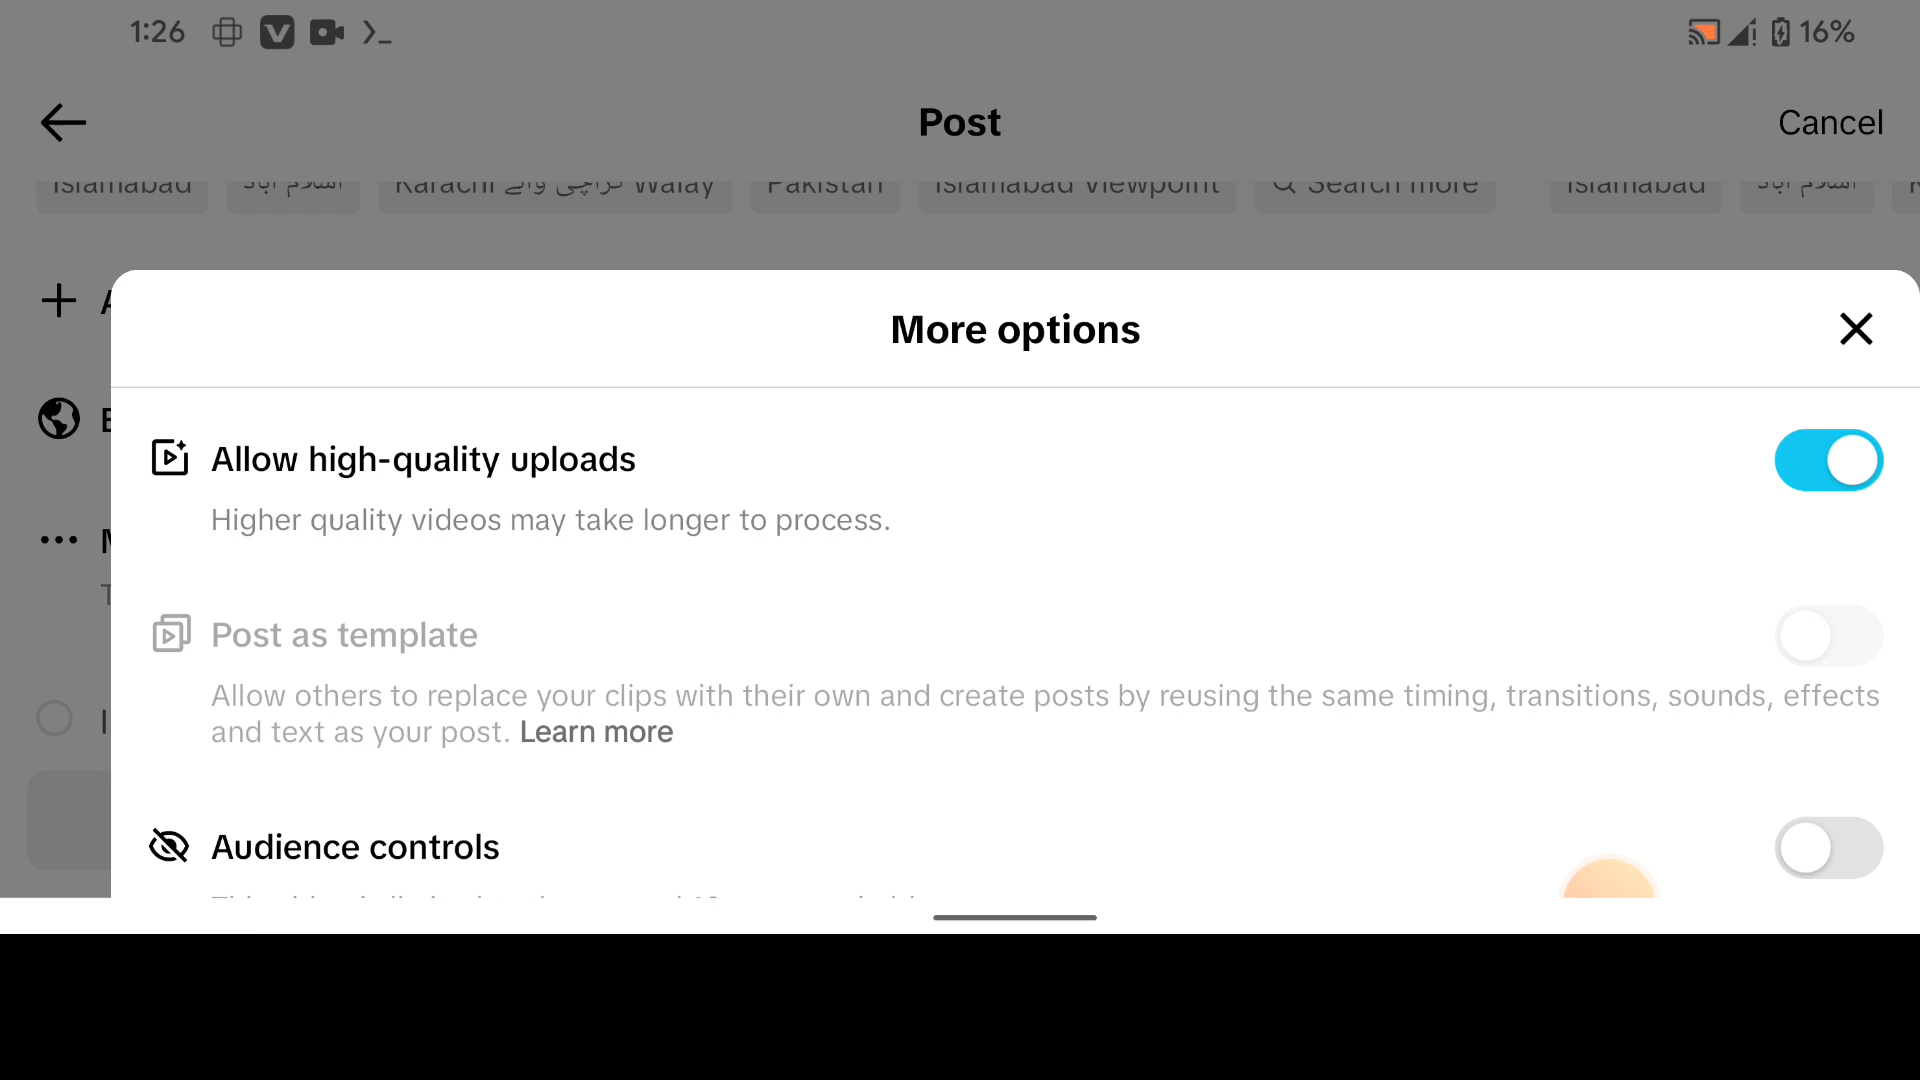 1:26
16%
Post
Cancel
Islamabad اسلام آباد Karachi کراچی والے Walay Pakistan Islamabad Viewpoint Search more Islamabad اسلام آباد
More options
Allow high-quality uploads
Higher quality videos may take longer to process.
Post as template
Allow others to replace your clips with their own and create posts by reusing the same timing, transitions, sounds, effects
and text as your post. Learn more
Audience controls